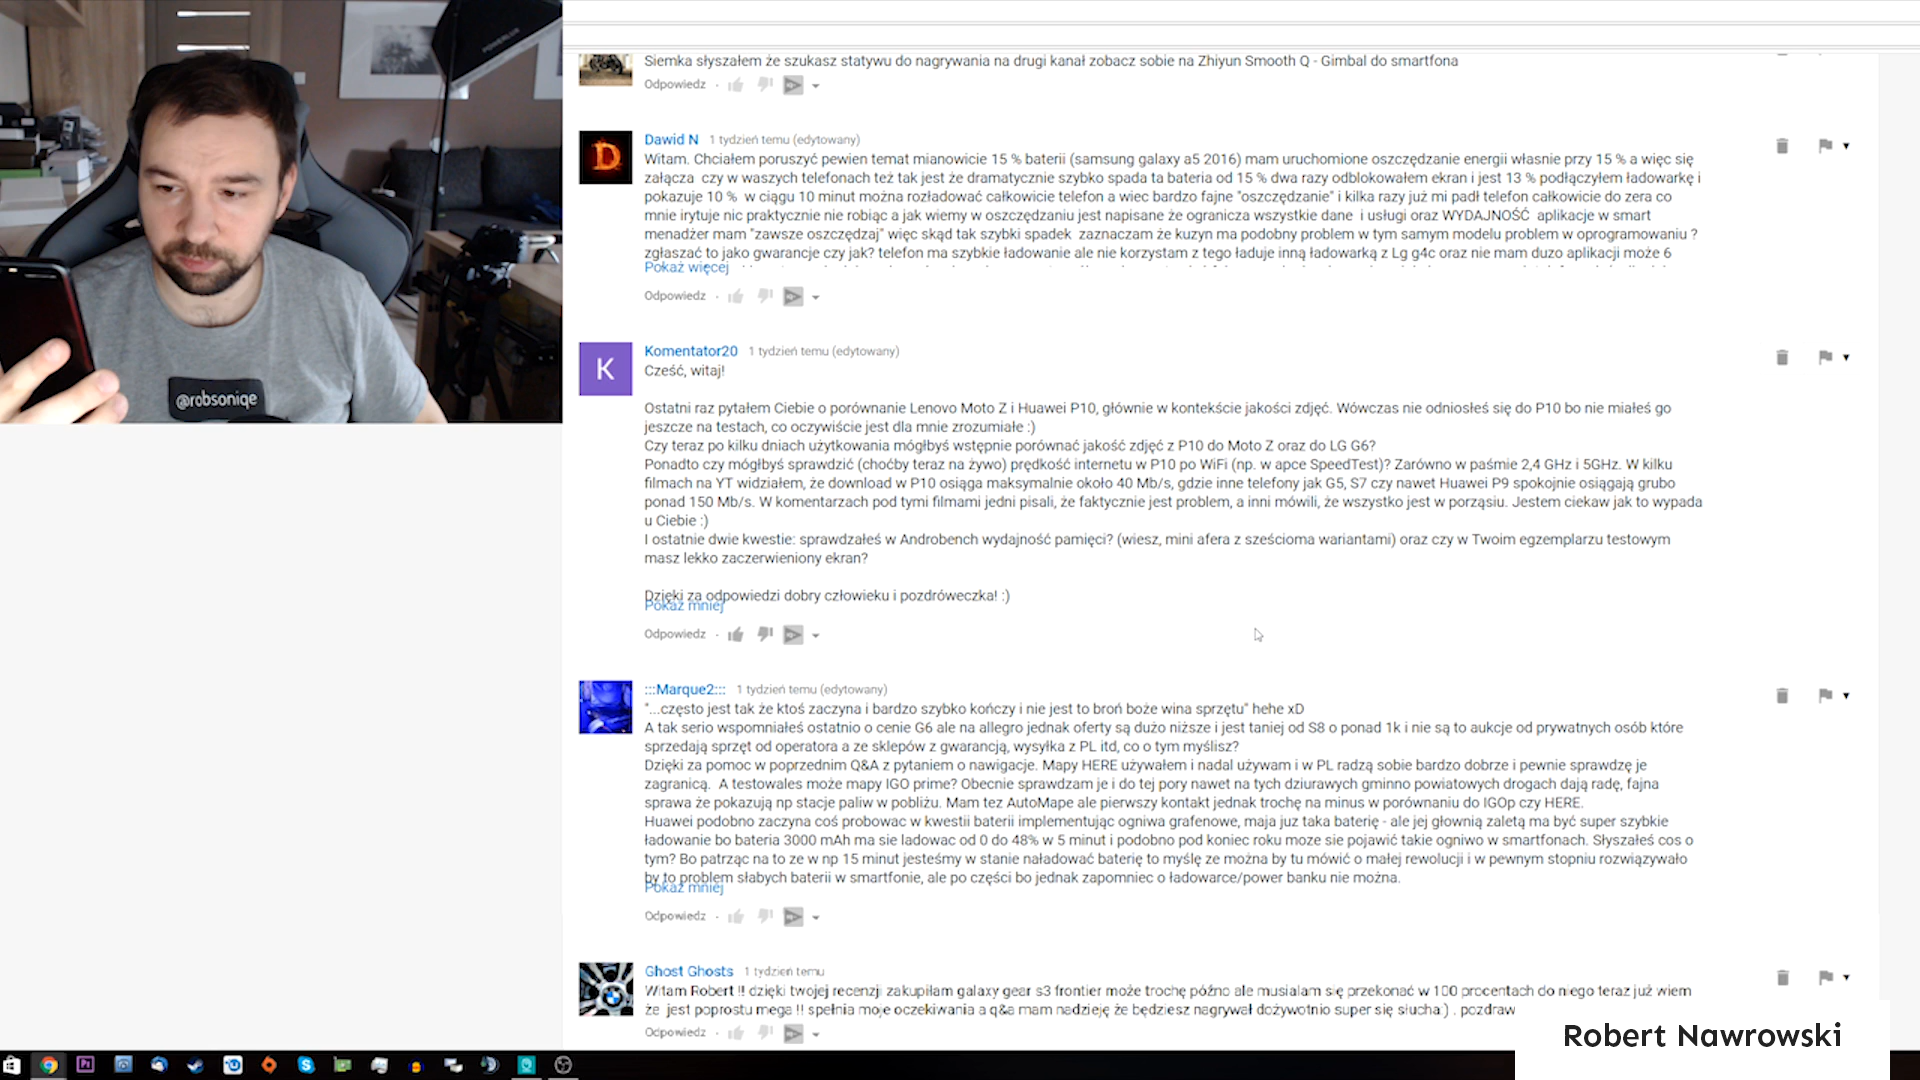 POWERLUX
@robsoniqe
Siemka słyszałem że szukasz statywu do nagrywania na drugi kanał zobacz sobie na Zhiyun Smooth Q - Gimbal do smartfona
Odpowiedz
D
Dawid N 1 tydzień temu (edytowany)
Witam. Chciałem poruszyć pewien temat mianowicie 15 % baterii (samsung galaxy a5 2016) mam uruchomione oszczędzanie energii własnie przy 15 % a więc się
załącza czy w waszych telefonach też tak jest że dramatycznie szybko spada ta bateria od 15 % dwa razy odblokowałem ekran i jest 13 % podłączyłem ładowarkę i
pokazuje 10 % w ciągu 10 minut można rozładować całkowicie telefon a wiec bardzo fajne "oszczędzanie" i kilka razy już mi padł telefon całkowicie do zera co
mnie irytuje nic praktycznie nie robiąc a jak wiemy w oszczędzaniu jest napisane że ogranicza wszystkie dane i usługi oraz WYDAJNOŚĆ aplikacje w smart
menadżer mam "zawsze oszczędzaj" więc skąd tak szybki spadek zaznaczam że kuzyn ma podobny problem w tym samym modelu problem w oprogramowaniu ?
zgłaszać to jako gwarancje czy jak? telefon ma szybkie ładowanie ale nie korzystam z tego ładuje inną ładowarką z Lg g4c oraz nie mam duzo aplikacji może 6
Pokaż więcej
Odpowiedz
K
Komentator20 1 tydzień temu (edytowany)
Cześć, witaj!
Ostatni raz pytałem Ciebie o porównanie Lenovo Moto Z i Huawei P10, głównie w kontekście jakości zdjęć. Wówczas nie odniosłeś się do P10 bo nie miałeś go
jeszcze na testach, co oczywiście jest dla mnie zrozumiałe :)
Czy teraz po kilku dniach użytkowania mógłbyś wstępnie porównać jakość zdjęć z P10 do Moto Z oraz do LG G6?
Ponadto czy mógłbyś sprawdzić (choćby teraz na żywo) prędkość internetu w P10 po WiFi (np. w apce SpeedTest)? Zarówno w paśmie 2,4 GHz i 5GHz. W kilku
filmach na YT widziałem, że download w P10 osiąga maksymalnie około 40 Mb/s, gdzie inne telefony jak G5, S7 czy nawet Huawei P9 spokojnie osiągają grubo
ponad 150 Mb/s. W komentarzach pod tymi filmami jedni pisali, że faktycznie jest problem, a inni mówili, że wszystko jest w porząsiu. Jestem ciekaw jak to wypada
u Ciebie :)
I ostatnie dwie kwestie: sprawdzałeś w Androbench wydajność pamięci? (wiesz, mini afera z sześcioma wariantami) oraz czy w Twoim egzemplarzu testowym
masz lekko zaczerwieniony ekran?
Dzięki za odpowiedzi dobry człowieku i pozdróweczka! :)
Pokaż mniej
Odpowiedz
:::Marque2::: 1 tydzień temu (edytowany)
"...często jest tak że ktoś zaczyna i bardzo szybko kończy i nie jest to broń boże wina sprzętu" hehe xD
A tak serio wspomniałeś ostatnio o cenie G6 ale na allegro jednak oferty są dużo niższe i jest taniej od S8 o ponad 1k i nie są to aukcje od prywatnych osób które
sprzedają sprzęt od operatora a ze sklepów z gwarancją, wysyłka z PL itd, co o tym myślisz?
Dzięki za pomoc w poprzednim Q&A z pytaniem o nawigacje. Mapy HERE używałem i nadal używam i w PL radzą sobie bardzo dobrze i pewnie sprawdzę je
zagranicą. A testowales może mapy IGO prime? Obecnie sprawdzam je i do tej pory nawet na tych dziurawych gminno powiatowych drogach dają radę, fajna
sprawa że pokazują np stacje paliw w pobliżu. Mam tez AutoMape ale pierwszy kontakt jednak trochę na minus w porównaniu do IGOp czy HERE.
Huawei podobno zaczyna coś probowac w kwestii baterii implementując ogniwa grafenowe, maja juz taka baterię - ale jej głownią zaletą ma być super szybkie
ładowanie bo bateria 3000 mAh ma sie ladowac od 0 do 48% w 5 minut i podobno pod koniec roku moze sie pojawić takie ogniwo w smartfonach. Słyszałeś cos o
tym? Bo patrząc na to ze w np 15 minut jesteśmy w stanie naładować baterię to myślę ze można by tu mówić o małej rewolucji i w pewnym stopniu rozwiązywało
by to problem słabych baterii w smartfonie, ale po części bo jednak zapomniec o ładowarce/power banku nie można.
Pokaż mniej
Odpowiedz
Ghost Ghosts 1 tydzień temu
Witam Robert !! dzięki twojej recenzji zakupiłam galaxy gear s3 frontier może trochę późno ale musialam się przekonać w 100 procentach do niego teraz już wiem
że jest poprostu mega !! spełnia moje oczekiwania a q&a mam nadzieję że będziesz nagrywał dożywotnio super się słucha:) . pozdraw
Odpowiedz
Robert Nawrowski